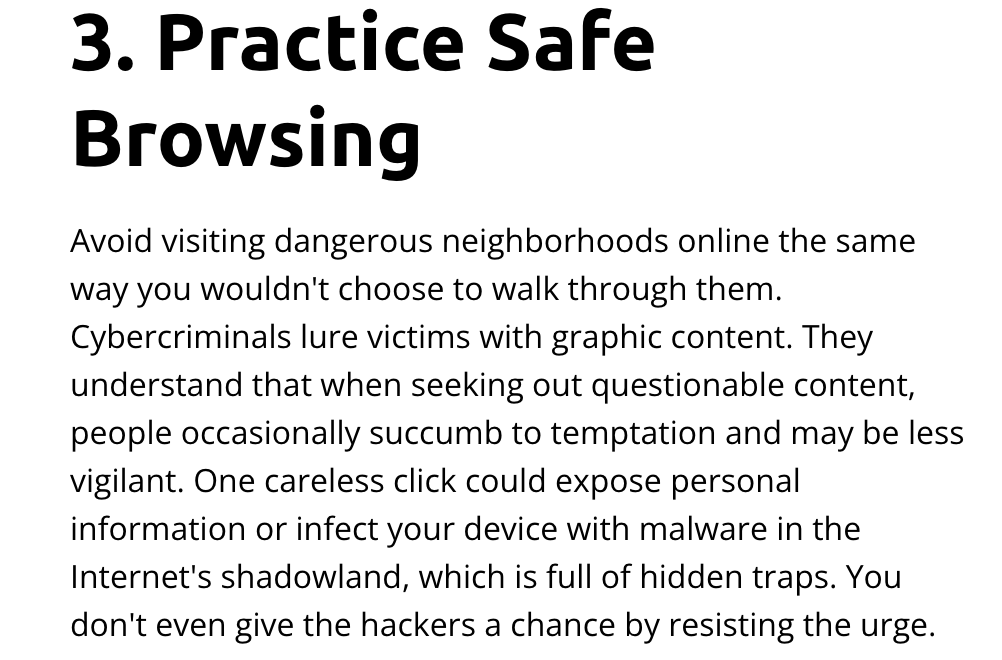 3. Practice Safe
Browsing
Avoid visiting dangerous neighborhoods online the same
way you wouldn't choose to walk through them.
Cybercriminals lure victims with graphic content. They
understand that when seeking out questionable content,
people occasionally succumb to temptation and may be less
vigilant. One careless click could expose personal
information or infect your device with malware in the
Internet's shadowland, which is full of hidden traps. You
don't even give the hackers a chance by resisting the urge.